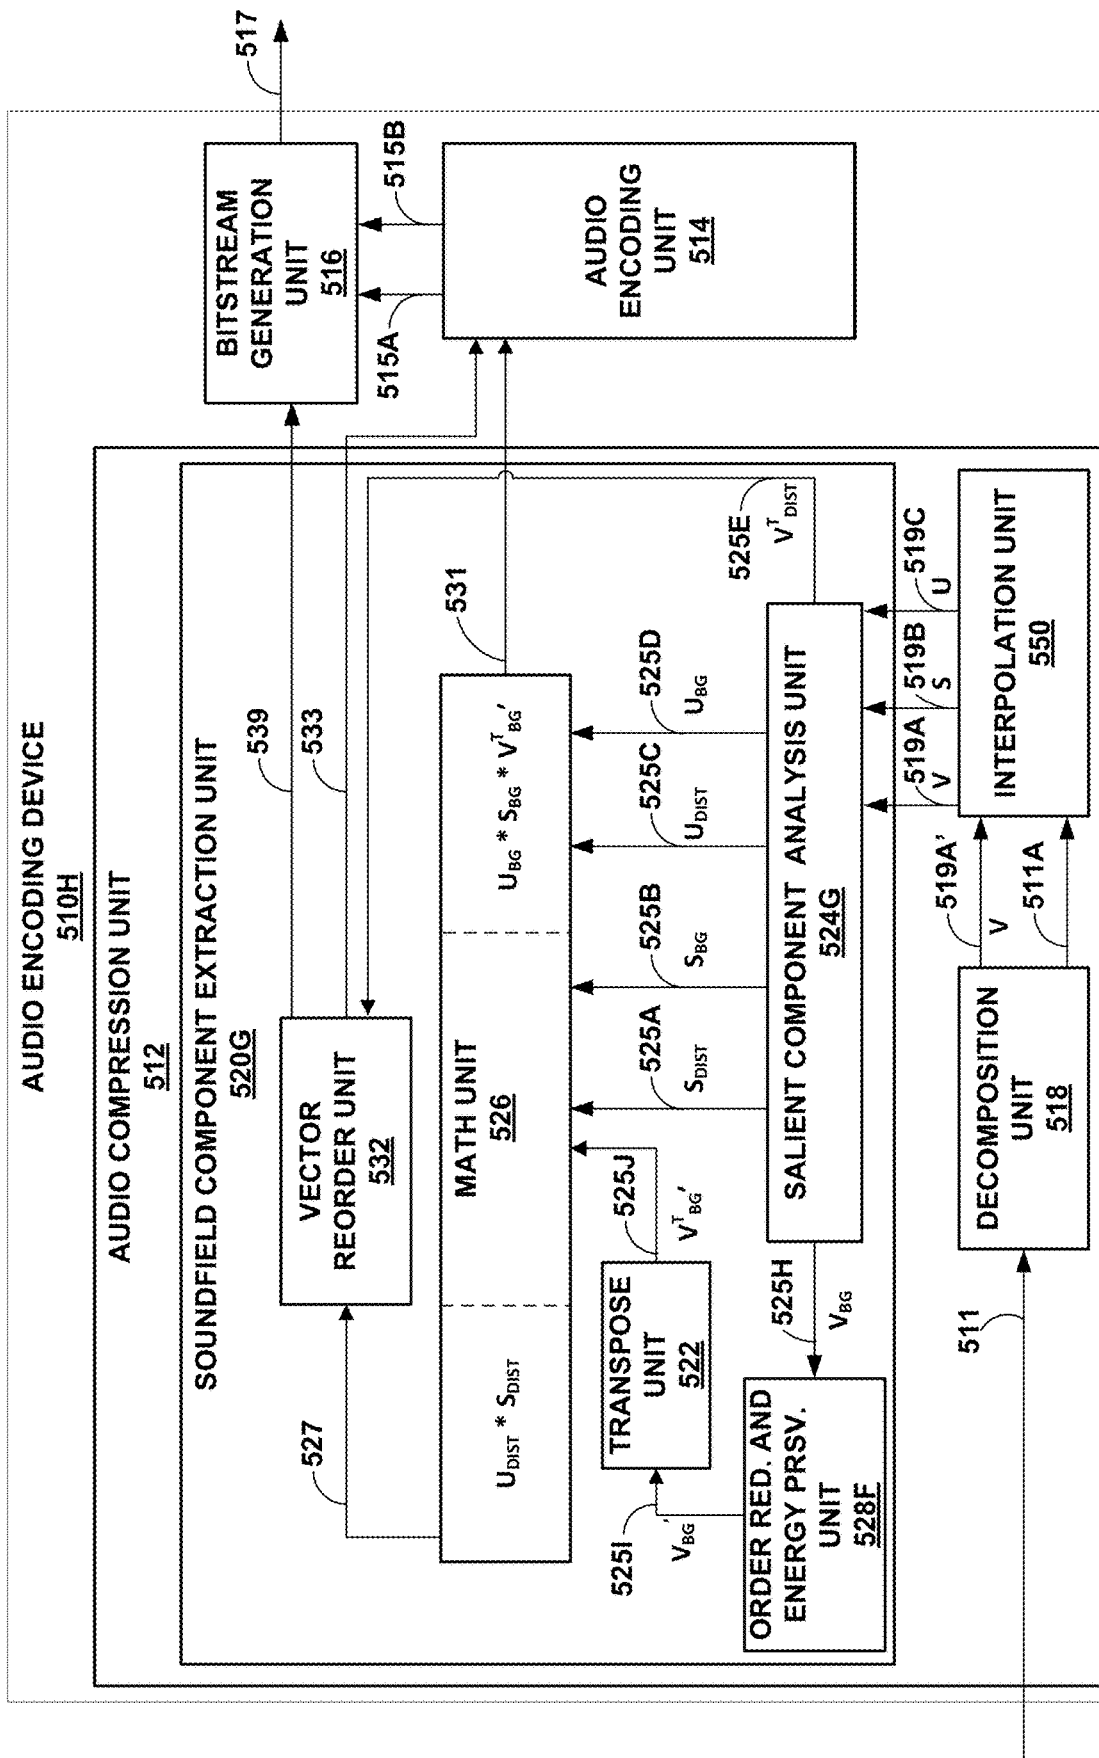 AUDIO ENCODING DEVICE
510H
AUDIO COMPRESSION UNIT
512
SOUNDFIELD COMPONENT EXTRACTION UNIT
520G
527
VECTOR
REORDER UNIT
532
539
533
BITSTREAM
GENERATION
UNIT
516
517
515A
515B
U_DIST * S_DIST
MATH UNIT
526
U_BG * S_BG * V^T_BG'
531
AUDIO
ENCODING
UNIT
514
525I
V_BG'
TRANSPOSE
UNIT
522
525J
V^T_BG'
525A
S_DIST
525B
S_BG
525C
U_DIST
525D
U_BG
525E
V^T_DIST
ORDER RED. AND
ENERGY PRSV.
UNIT
528F
525H
V_BG
SALIENT COMPONENT ANALYSIS UNIT
524G
519A
V
519B
S
519C
U
511
DECOMPOSITION
UNIT
518
519A'
V
511A
INTERPOLATION UNIT
550